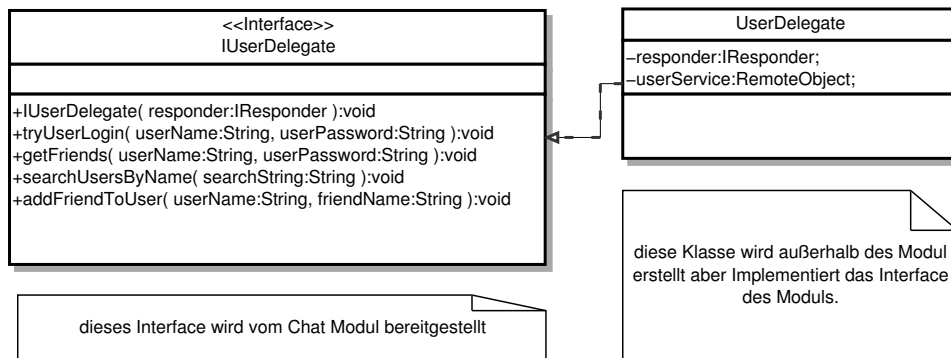 <<Interface>>
IUserDelegate
+IUserDelegate( responder:IResponder ):void
+tryUserLogin( userName:String, userPassword:String ):void
+getFriends( userName:String, userPassword:String ):void
+searchUsersByName( searchString:String ):void
+addFriendToUser( userName:String, friendName:String ):void
UserDelegate
–responder:IResponder;
–userService:RemoteObject;
dieses Interface wird vom Chat Modul bereitgestellt
diese Klasse wird außerhalb des Modul
erstellt aber Implementiert das Interface
des Moduls.